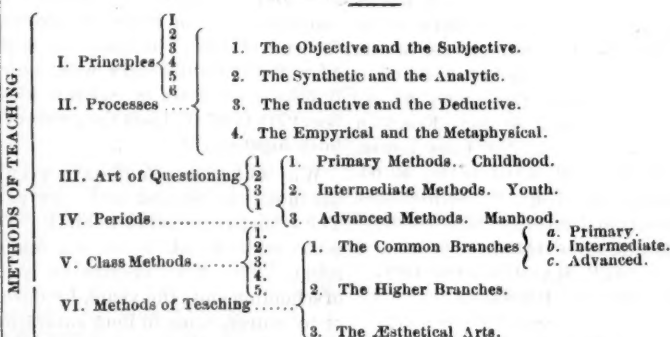 METHODS OF TEACHING.
I. Principles
1
2
3
4
5
6
II. Processes ....
1. The Objective and the Subjective.
2. The Synthetic and the Analytic.
3. The Inductive and the Deductive.
4. The Empyrical and the Metaphysical.
III. Art of Questioning
1
2
3
1
IV. Periods................
1. Primary Methods. Childhood.
2. Intermediate Methods. Youth.
3. Advanced Methods. Manhood.
V. Class Methods.....
1.
2.
3.
4.
5.
VI. Methods of Teaching......
1. The Common Branches
a. Primary.
b. Intermediate.
c. Advanced.
2. The Higher Branches.
3. The Æsthetical Arts.